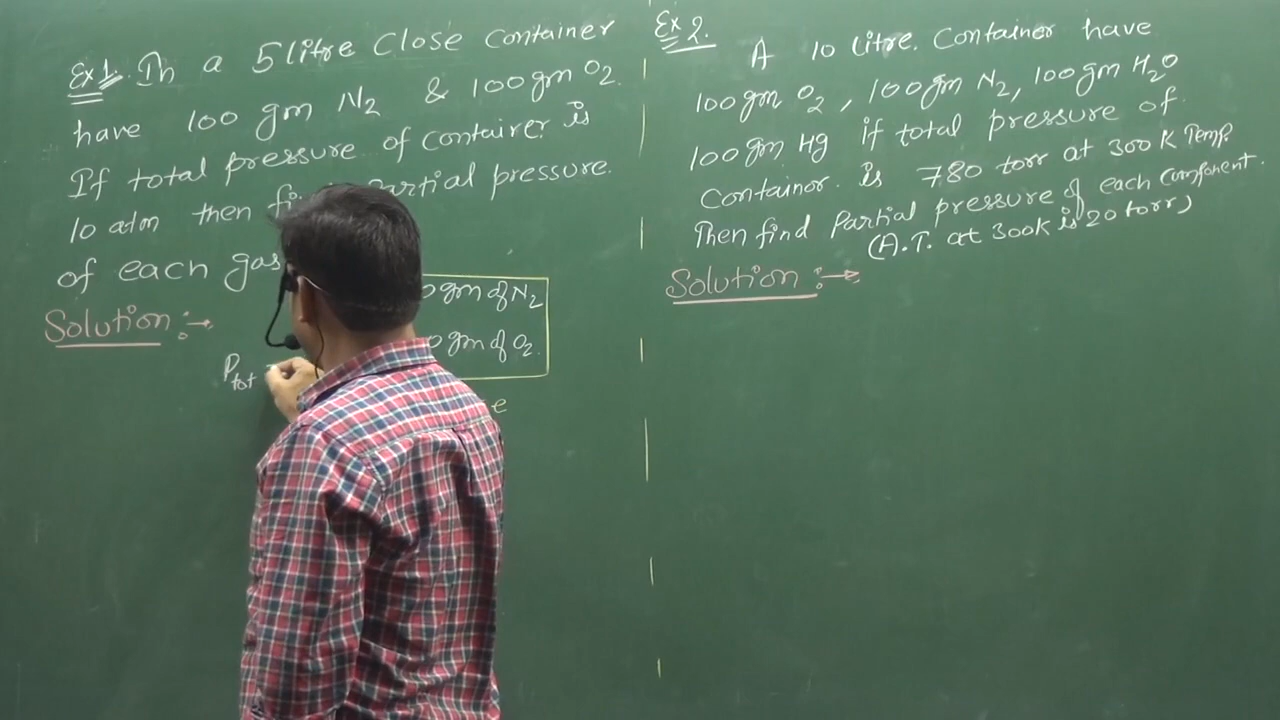 Ex 1. In a 5 litre Close Container
have 100 gm N2 & 100 gm O2.
If total pressure of container is
10 atm then partial pressure.
of each gas
Solution :→
gm of N2
gm of O2.
Ptot
e
Ex 2. A 10 litre. Container have
100 gm O2, 100 gm N2, 100 gm H2O
100 gm Hg if total pressure of.
Container. is 780 torr at 300 K Temp.
Then find Partial pressure of each component.
(A.T. at 300K is 20 torr)
Solution :→